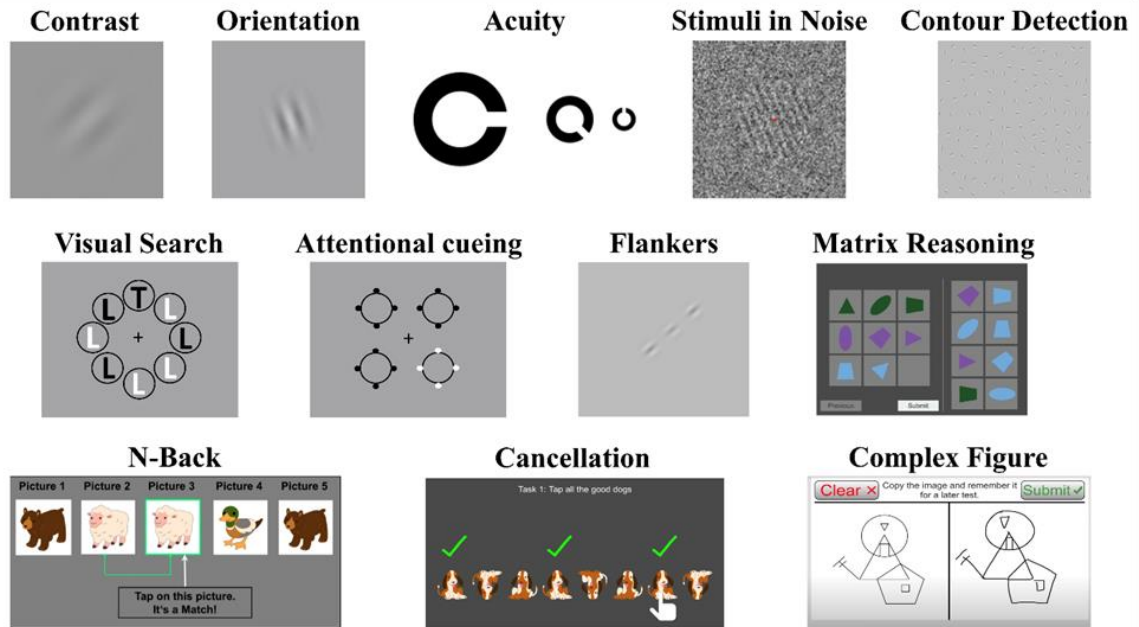 Contrast
Orientation
Acuity
Stimuli in Noise
Contour Detection
Visual Search
Attentional cueing
Flankers
Matrix Reasoning
T
L
L
L
L
L
L
L
+
+
Previous
Submit
N-Back
Cancellation
Complex Figure
Picture 1 Picture 2 Picture 3 Picture 4 Picture 5
Tap on this picture.
It's a Match!
Task 1: Tap all the good dogs
Clear ✕
Copy the image and remember it
for a later test.
Submit ✓